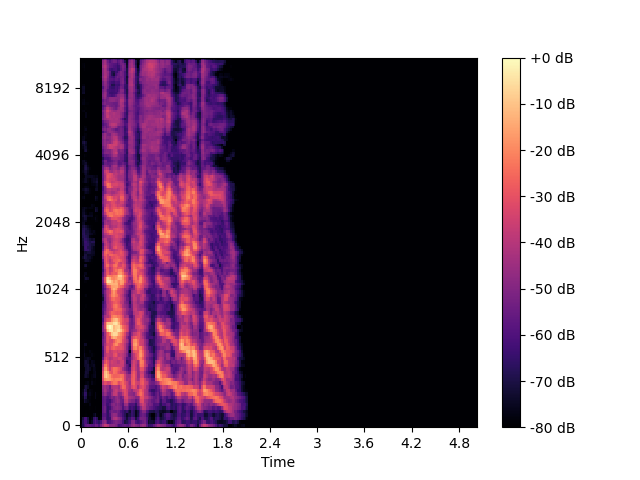 +0 dB
8192
-10 dB
4096
-20 dB
-30 dB
2048
Hz
-40 dB
1024
-50 dB
-60 dB
512
-70 dB
0
-80 dB
0 0.6 1.2 1.8 2.4 3 3.6 4.2 4.8
Time